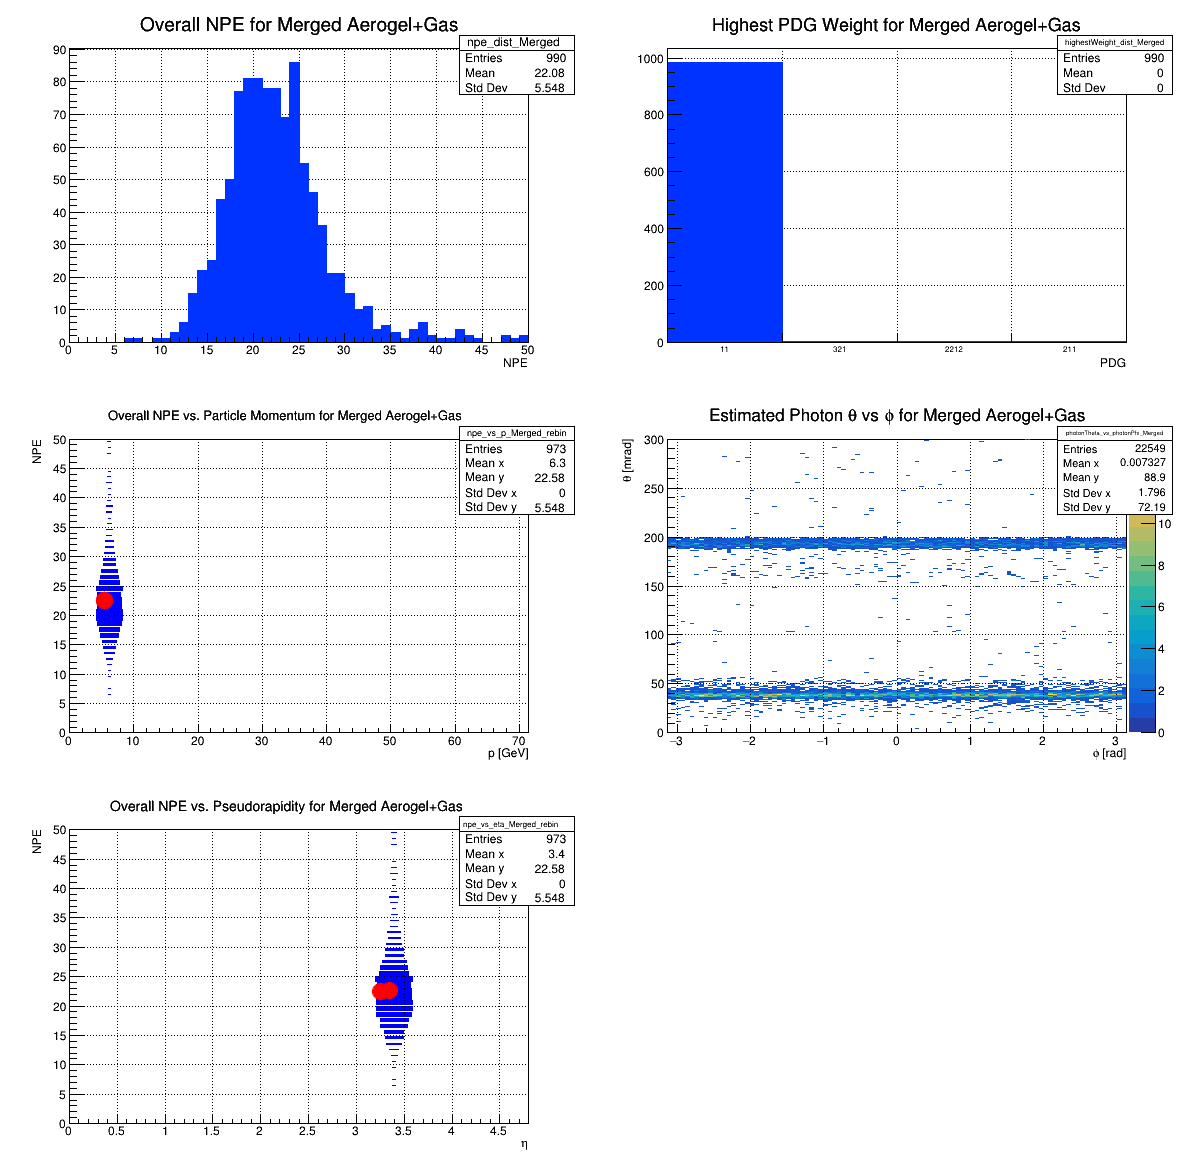 Overall NPE for Merged Aerogel+Gas
npe_dist_Merged
Entries 990
Mean 22.08
Std Dev 5.548
90
80
70
60
50
40
30
20
10
0
0 5 10 15 20 25 30 35 40 45 50
NPE
Highest PDG Weight for Merged Aerogel+Gas
highestWeight_dist_Merged
Entries 990
Mean 0
Std Dev 0
1000
800
600
400
200
0
11 321 2212 211
PDG
Overall NPE vs. Particle Momentum for Merged Aerogel+Gas
npe_vs_p_Merged_rebin
Entries 973
Mean x 6.3
Mean y 22.58
Std Dev x 0
Std Dev y 5.548
NPE
50
45
40
35
30
25
20
15
10
5
0
0 10 20 30 40 50 60 70
p [GeV]
Estimated Photon θ vs ϕ for Merged Aerogel+Gas
photonTheta_vs_photonPhi_Merged
Entries 22549
Mean x 0.007327
Mean y 88.9
Std Dev x 1.796
Std Dev y 72.19
θ [mrad]
300
250
200
150
100
50
0
−3 −2 −1 0 1 2 3
ϕ [rad]
10
8
6
4
2
0
Overall NPE vs. Pseudorapidity for Merged Aerogel+Gas
npe_vs_eta_Merged_rebin
Entries 973
Mean x 3.4
Mean y 22.58
Std Dev x 0
Std Dev y 5.548
NPE
50
45
40
35
30
25
20
15
10
5
0
0 0.5 1 1.5 2 2.5 3 3.5 4 4.5
η